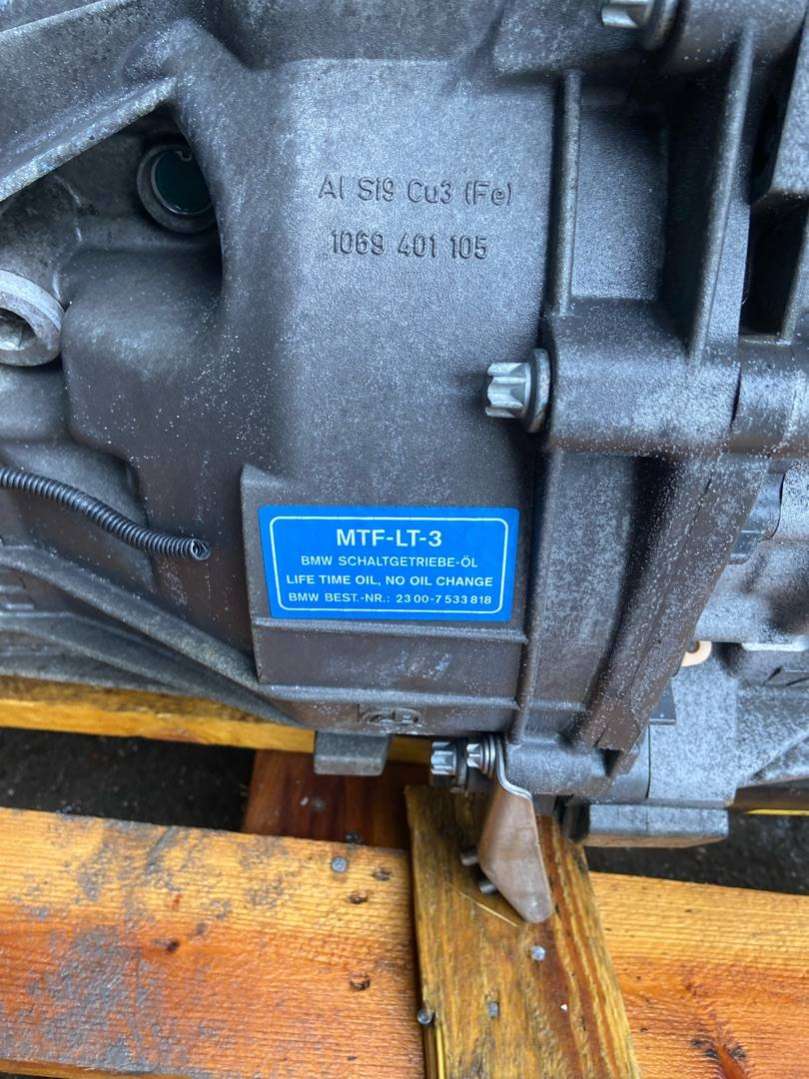 Al Si9 Cu3 (Fe)
1069 401 105
MTF-LT-3
BMW SCHALTGETRIEBE-ÖL
LIFE TIME OIL, NO OIL CHANGE
BMW BEST.-NR.: 23 00-7 533 818